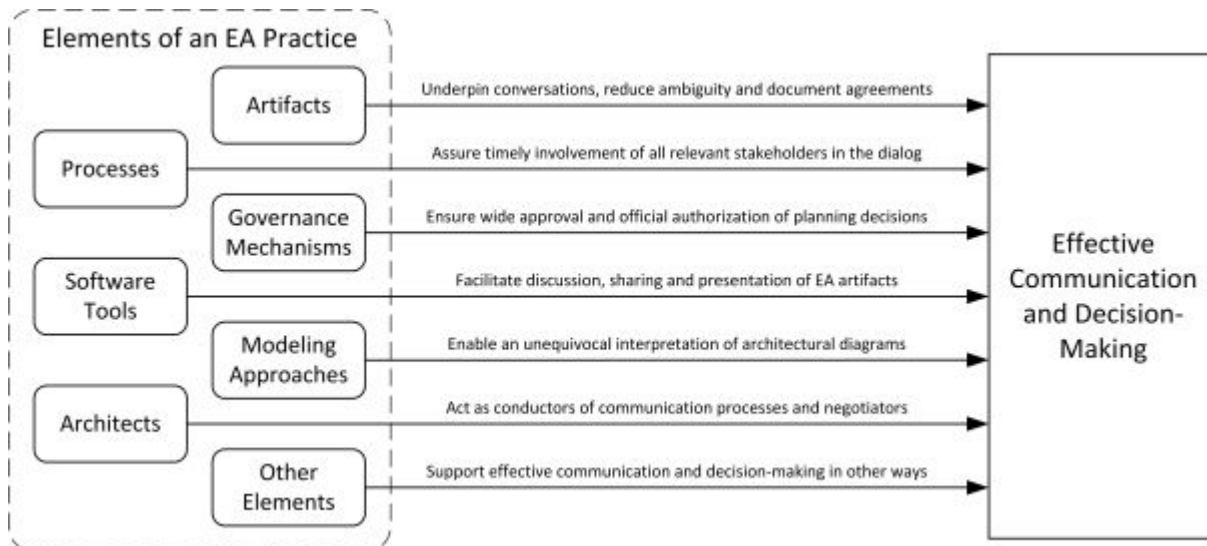 Elements of an EA Practice
Artifacts
Underpin conversations, reduce ambiguity and document agreements
Processes
Assure timely involvement of all relevant stakeholders in the dialog
Governance
Mechanisms
Ensure wide approval and official authorization of planning decisions
Software
Tools
Facilitate discussion, sharing and presentation of EA artifacts
Modeling
Approaches
Enable an unequivocal interpretation of architectural diagrams
Architects
Act as conductors of communication processes and negotiators
Other
Elements
Support effective communication and decision-making in other ways
Effective
Communication
and Decision-
Making